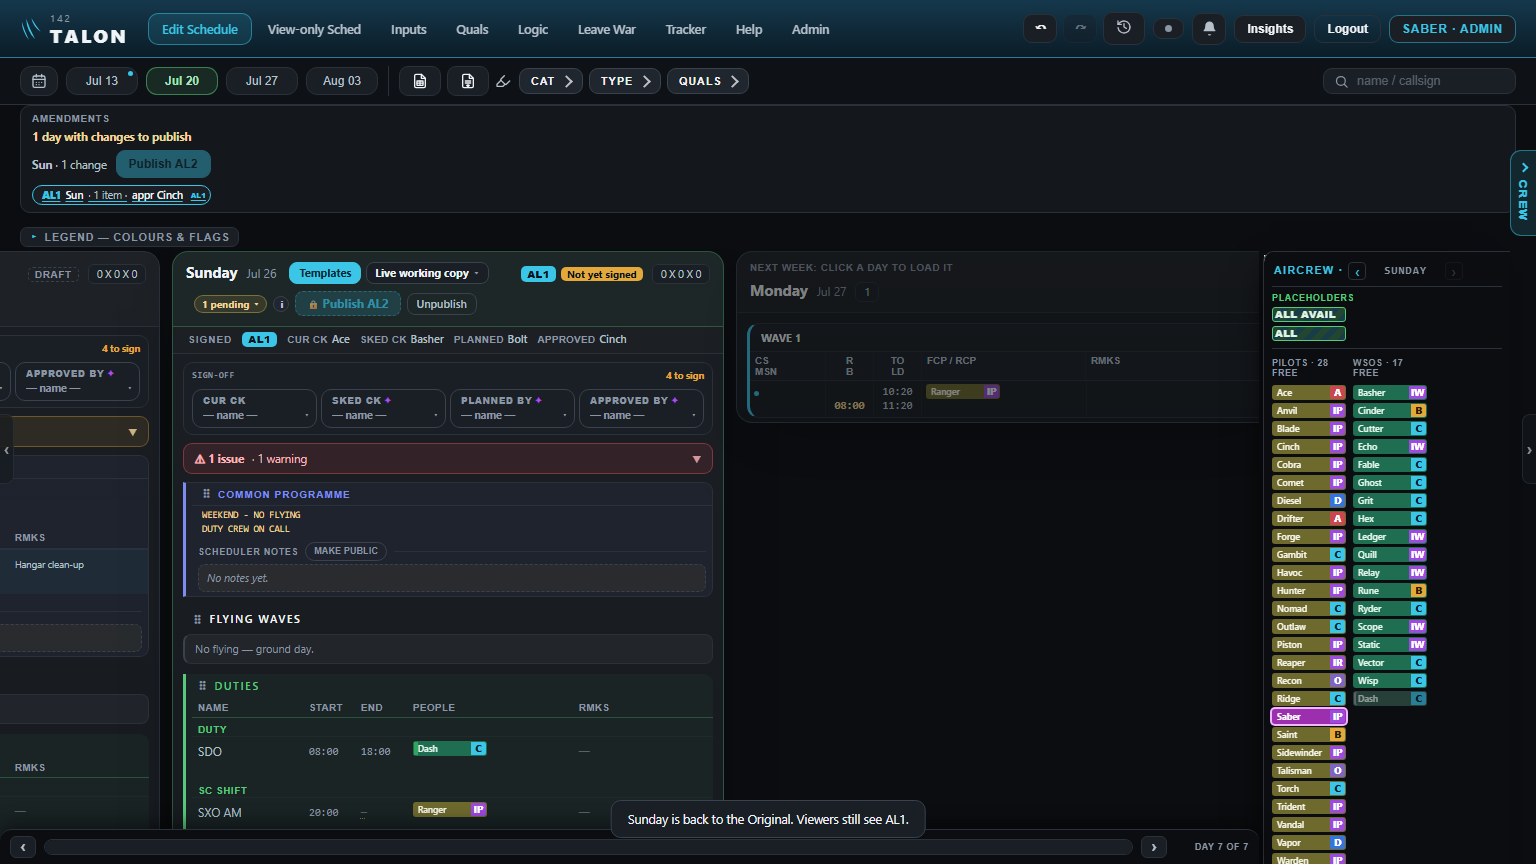 142
TALON
Edit Schedule
View-only Sched
Inputs
Quals
Logic
Leave War
Tracker
Help
Admin
Insights
Logout
SABER · ADMIN
Jul 13
Jul 20
Jul 27
Aug 03
CAT
TYPE
QUALS
name / callsign
AMENDMENTS
1 day with changes to publish
Sun · 1 change
Publish AL2
AL1 Sun · 1 item · appr Cinch AL1
CREW
LEGEND — COLOURS & FLAGS
DRAFT
0X0X0
4 to sign
APPROVED BY
— name —
RMKS
Hangar clean-up
RMKS
—
Sunday Jul 26
Templates
Live working copy
AL1
Not yet signed
0X0X0
1 pending
i
Publish AL2
Unpublish
SIGNED AL1 CUR CK Ace SKED CK Basher PLANNED Bolt APPROVED Cinch
SIGN-OFF
4 to sign
CUR CK
— name —
SKED CK
— name —
PLANNED BY
— name —
APPROVED BY
— name —
1 issue · 1 warning
COMMON PROGRAMME
WEEKEND - NO FLYING
DUTY CREW ON CALL
SCHEDULER NOTES
MAKE PUBLIC
No notes yet.
FLYING WAVES
No flying — ground day.
DUTIES
NAME START END PEOPLE RMKS
DUTY
SDO 08:00 18:00 Dash C —
SC SHIFT
SXO AM 20:00 — Ranger IP —
NEXT WEEK: CLICK A DAY TO LOAD IT
Monday Jul 27 1
WAVE 1
CS R TO FCP / RCP RMKS
MSN B LD
10:20 Ranger IP
08:00 11:20
AIRCREW ·
SUNDAY
PLACEHOLDERS
ALL AVAIL
ALL
PILOTS · 28 FREE
WSOS · 17 FREE
Ace A
Basher IW
Anvil IP
Cinder B
Blade IP
Cutter C
Cinch IP
Echo IW
Cobra IP
Fable C
Comet IP
Ghost C
Diesel D
Grit C
Drifter A
Hex C
Forge IP
Ledger IW
Gambit C
Quill IW
Havoc IP
Relay IW
Hunter IP
Rune B
Nomad C
Ryder C
Outlaw C
Scope IW
Piston IP
Static IW
Reaper IR
Vector C
Recon O
Wisp C
Ridge C
Dash C
Saber IP
Saint B
Sidewinder IP
Talisman O
Torch C
Trident IP
Vandal IP
Vapor D
Warden IP
Sunday is back to the Original. Viewers still see AL1.
DAY 7 OF 7